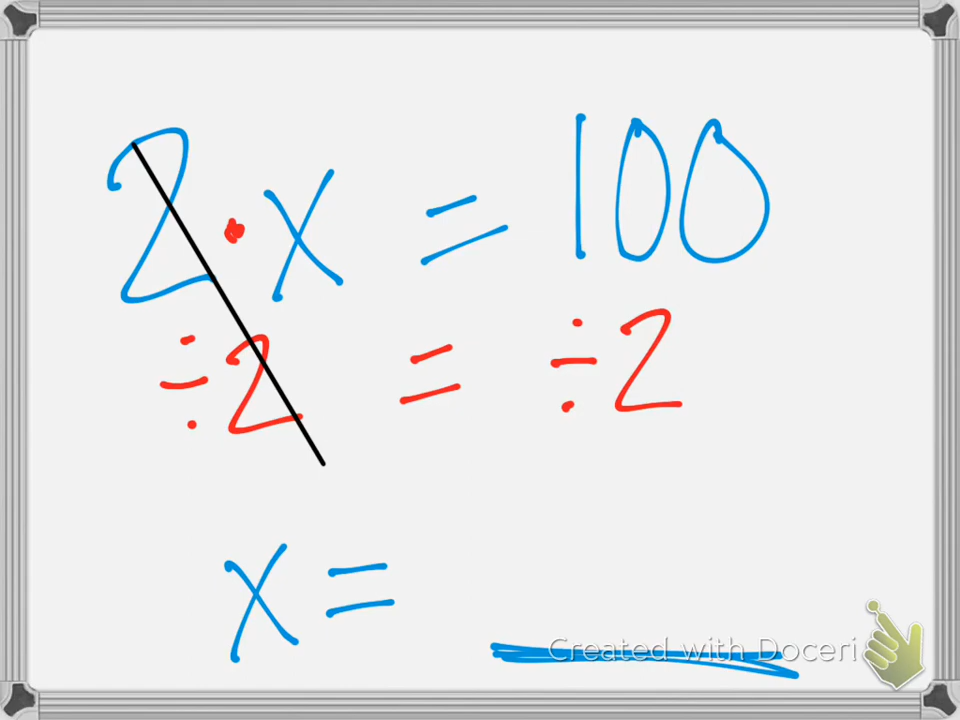 2 · x = 100
÷ 2 = ÷ 2
x =
Created with Doceri